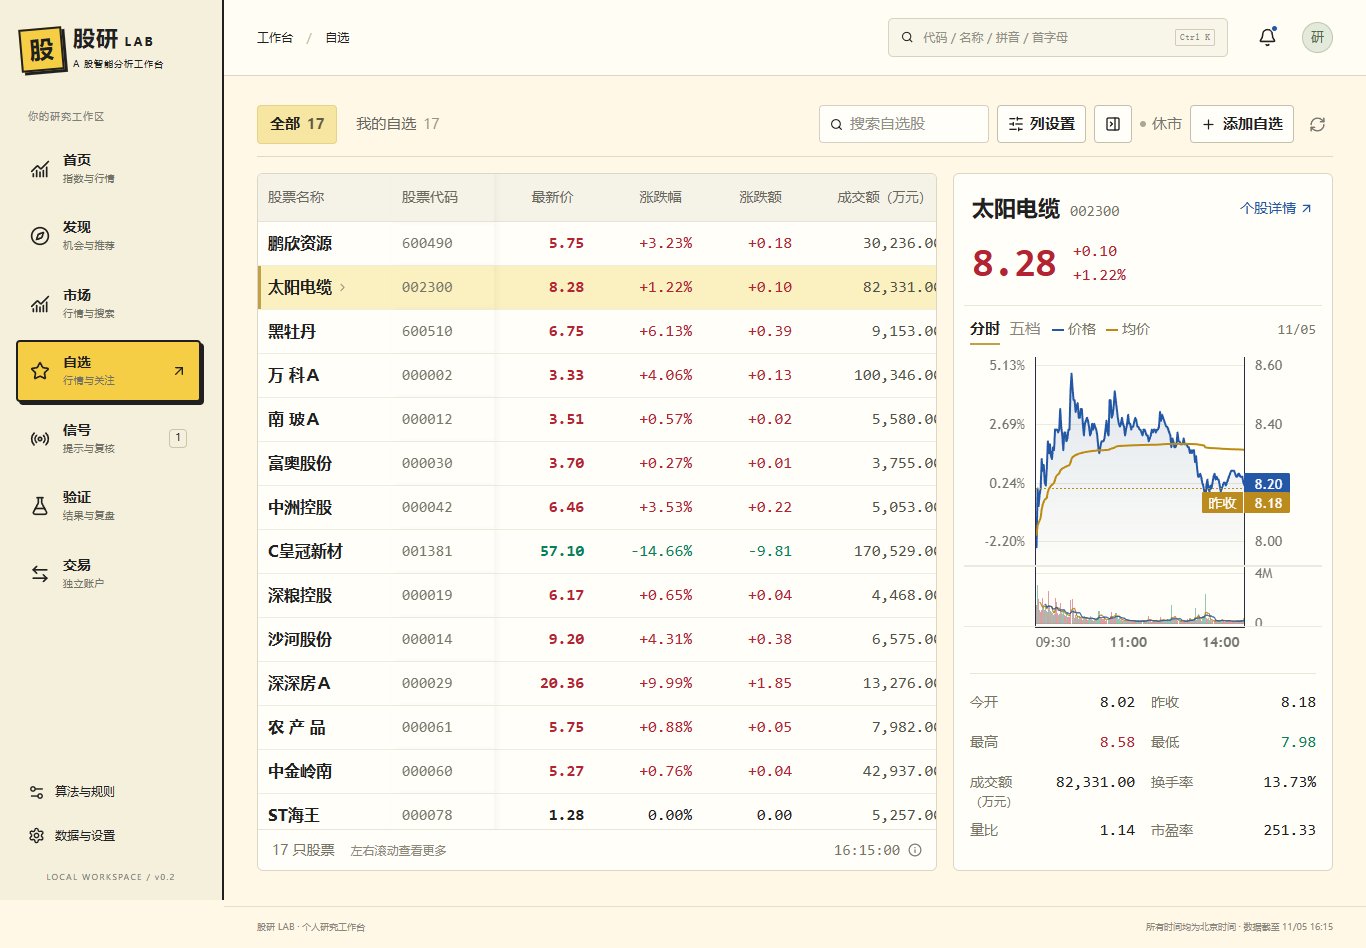 股
股研 LAB
A 股智能分析工作台
你的研究工作区
首页
指数与行情
发现
机会与推荐
市场
行情与搜索
自选
行情与关注
信号
提示与复核
1
验证
结果与复盘
交易
独立账户
算法与规则
数据与设置
LOCAL WORKSPACE / v0.2
工作台 / 自选
代码 / 名称 / 拼音 / 首字母 Ctrl K
研
全部 17 我的自选 17
搜索自选股 列设置 休市 添加自选
股票名称 股票代码 最新价 涨跌幅 涨跌额 成交额 (万元)
鹏欣资源 600490 5.75 +3.23% +0.18 30,236.00
太阳电缆 002300 8.28 +1.22% +0.10 82,331.00
黑牡丹 600510 6.75 +6.13% +0.39 9,153.00
万 科A 000002 3.33 +4.06% +0.13 100,346.00
南 玻A 000012 3.51 +0.57% +0.02 5,580.00
富奥股份 000030 3.70 +0.27% +0.01 3,755.00
中洲控股 000042 6.46 +3.53% +0.22 5,053.00
C皇冠新材 001381 57.10 -14.66% -9.81 170,529.00
深粮控股 000019 6.17 +0.65% +0.04 4,468.00
沙河股份 000014 9.20 +4.31% +0.38 6,575.00
深深房A 000029 20.36 +9.99% +1.85 13,276.00
农 产 品 000061 5.75 +0.88% +0.05 7,982.00
中金岭南 000060 5.27 +0.76% +0.04 42,937.00
ST海王 000078 1.28 0.00% 0.00 5,257.00
17 只股票 左右滚动查看更多 16:15:00
太阳电缆 002300 个股详情
8.28
+0.10
+1.22%
分时 五档 价格 均价 11/05
5.13% 8.60
2.69% 8.40
0.24% 8.20
昨收 8.18
-2.20% 8.00
4M
0
09:30 11:00 14:00
今开 8.02 昨收 8.18
最高 8.58 最低 7.98
成交额 82,331.00 换手率 13.73%
(万元)
量比 1.14 市盈率 251.33
股研 LAB · 个人研究工作台
所有时间均为北京时间 · 数据截至 11/05 16:15